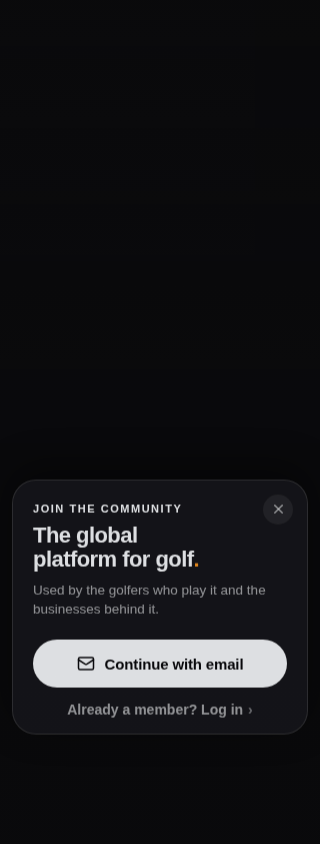 JOIN THE COMMUNITY
The global
platform for golf.
Used by the golfers who play it and the
businesses behind it.
Continue with email
Already a member? Log in ›